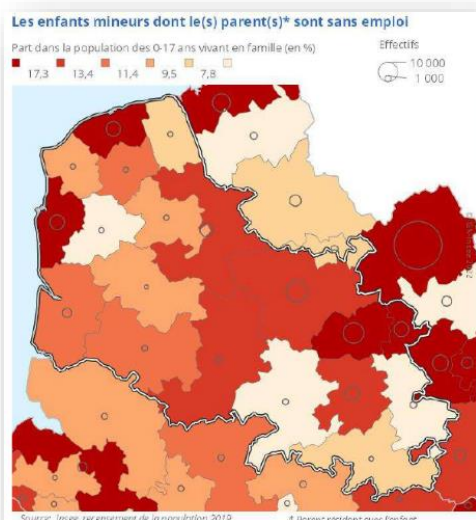 Les enfants mineurs dont le(s) parent(s)* sont sans emploi
Part dans la population des 0-17 ans vivant en famille (en %)
17,3 13,4 11,4 9,5 7,8
Effectifs
10 000
1 000
Source: Insee, recensement de la population 2019
* Parent résidant avec l'enfant